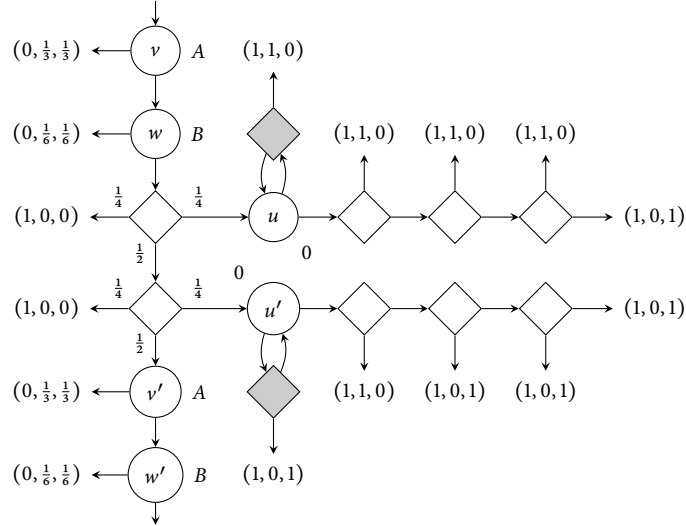 (0, 1/3, 1/3) v A (1, 1, 0)
(0, 1/6, 1/6) w B (1, 1, 0) (1, 1, 0) (1, 1, 0)
1/4 1/4
(1, 0, 0) u (1, 0, 1)
1/2 0
1/4 1/4 0
(1, 0, 0) u′ (1, 0, 1)
1/2
(0, 1/3, 1/3) v′ A (1, 1, 0) (1, 0, 1) (1, 0, 1)
(0, 1/6, 1/6) w′ B (1, 0, 1)